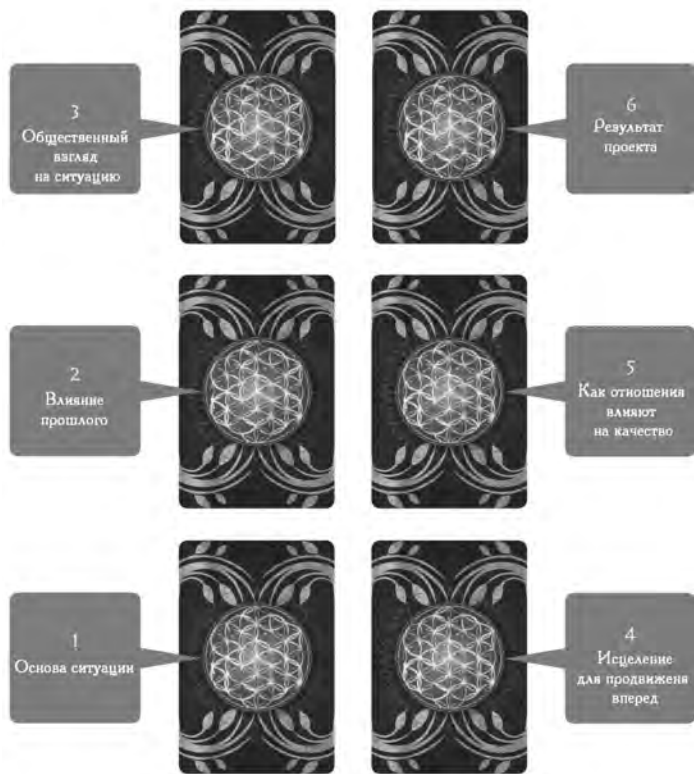 3
Общественный
взгляд
на ситуацию
6
Результат
проекта
2
Влияние
прошлого
5
Как отношения
влияют
на качество
1
Основа ситуации
4
Исцеление
для продвиженя
вперед